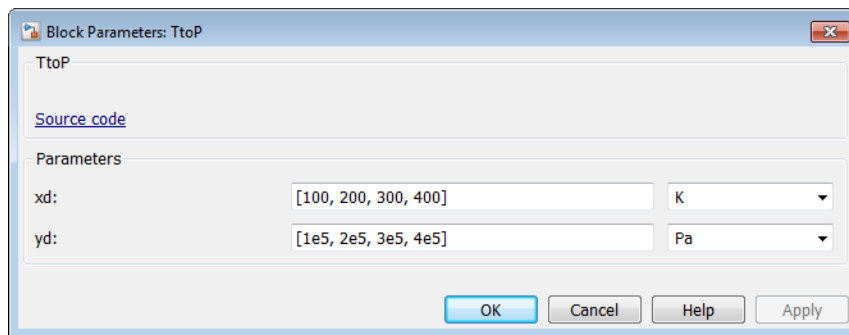 Block Parameters: TtoP
TtoP
Source code
Parameters
xd: [100, 200, 300, 400] K
yd: [1e5, 2e5, 3e5, 4e5] Pa
OK Cancel Help Apply